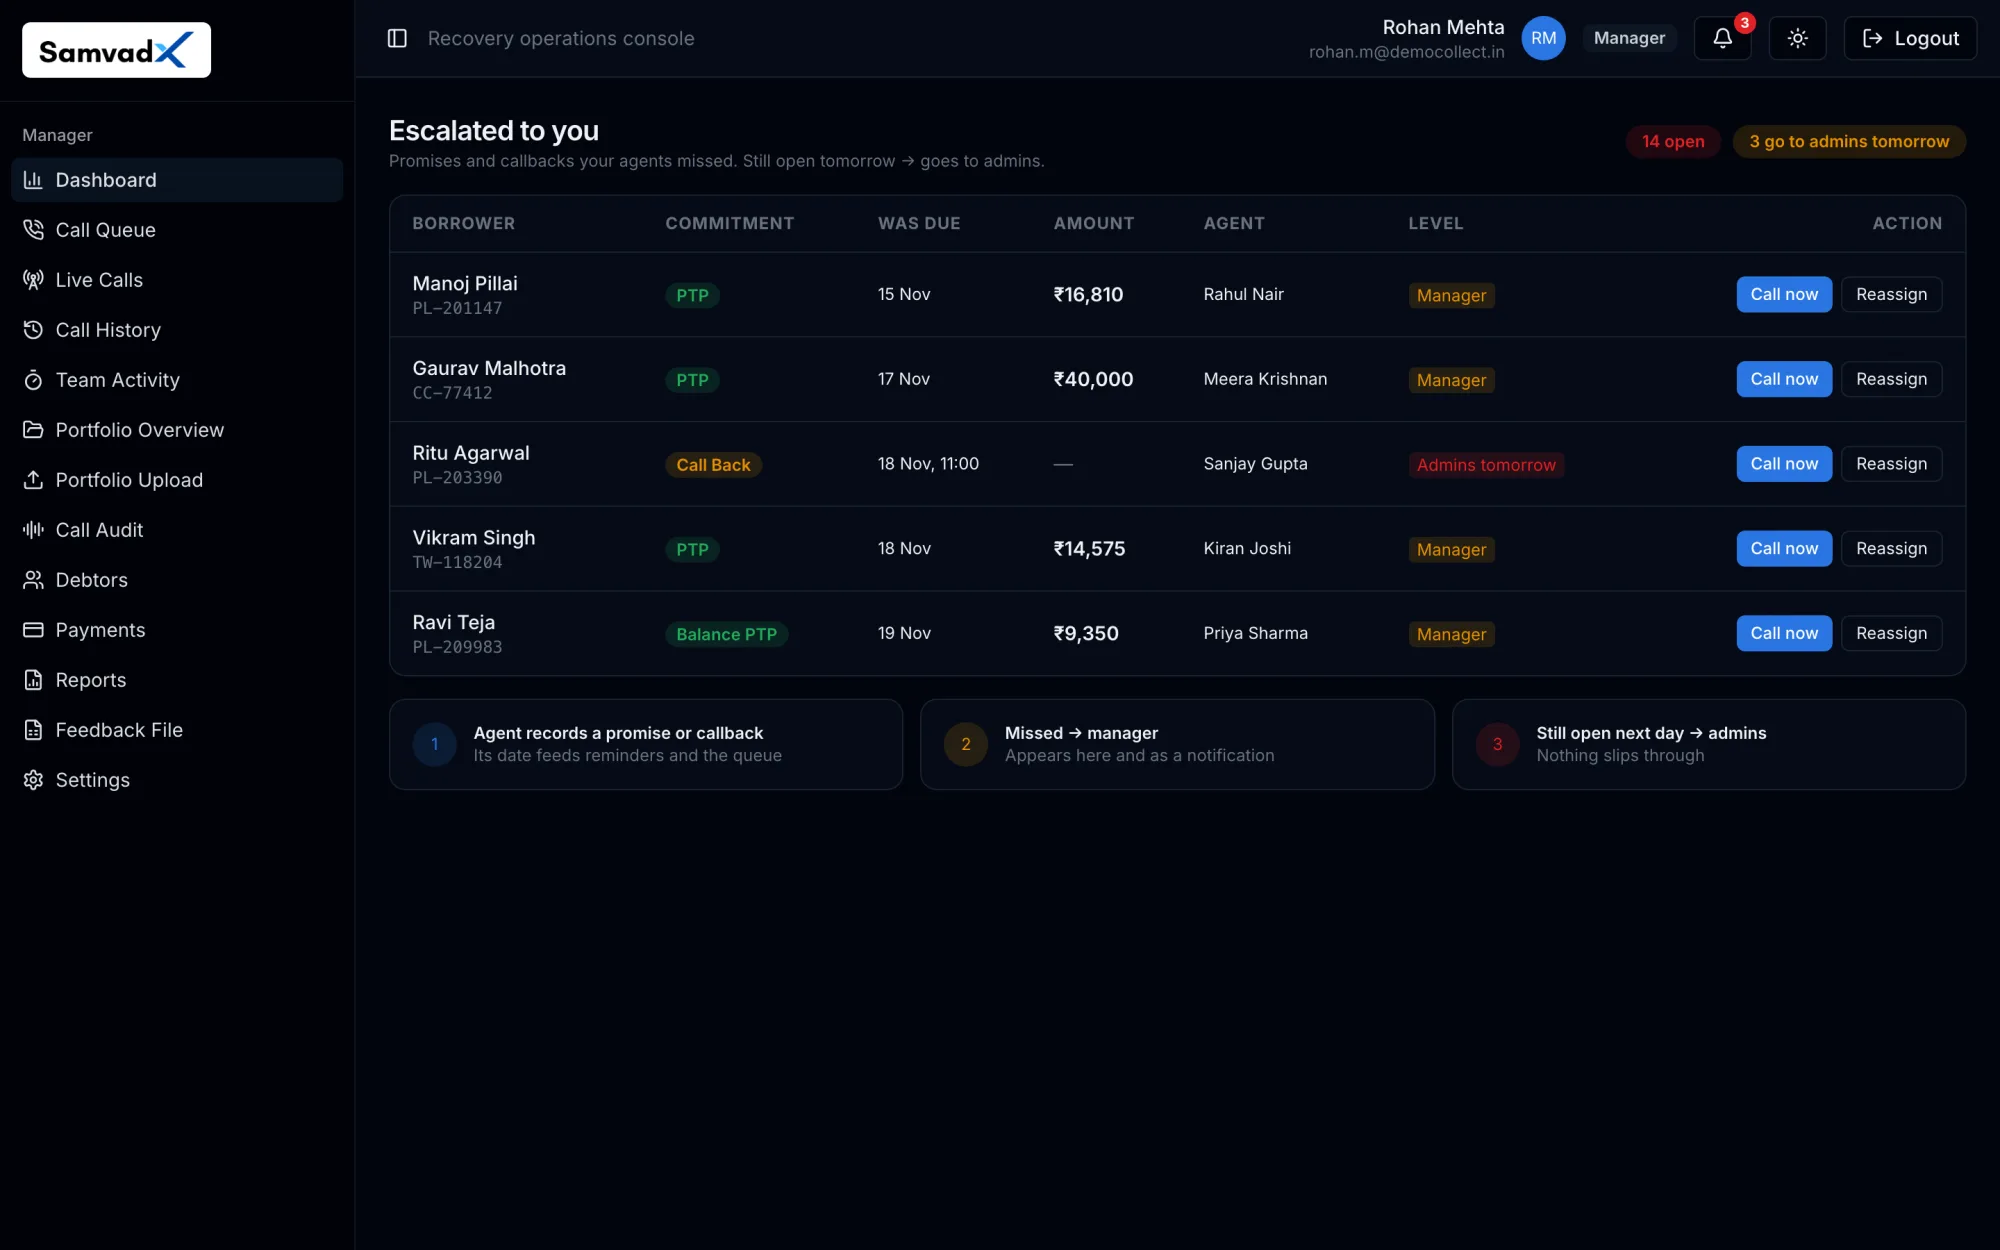 SamvadX
Recovery operations console
Rohan Mehta
rohan.m@democollect.in
RM
Manager
3
Logout
Manager
Dashboard
Call Queue
Live Calls
Call History
Team Activity
Portfolio Overview
Portfolio Upload
Call Audit
Debtors
Payments
Reports
Feedback File
Settings
Escalated to you
Promises and callbacks your agents missed. Still open tomorrow → goes to admins.
14 open
3 go to admins tomorrow
BORROWER COMMITMENT WAS DUE AMOUNT AGENT LEVEL ACTION
Manoj Pillai PTP 15 Nov ₹16,810 Rahul Nair Manager Call now Reassign
PL-201147
Gaurav Malhotra PTP 17 Nov ₹40,000 Meera Krishnan Manager Call now Reassign
CC-77412
Ritu Agarwal Call Back 18 Nov, 11:00 — Sanjay Gupta Admins tomorrow Call now Reassign
PL-203390
Vikram Singh PTP 18 Nov ₹14,575 Kiran Joshi Manager Call now Reassign
TW-118204
Ravi Teja Balance PTP 19 Nov ₹9,350 Priya Sharma Manager Call now Reassign
PL-209983
1
Agent records a promise or callback
Its date feeds reminders and the queue
2
Missed → manager
Appears here and as a notification
3
Still open next day → admins
Nothing slips through